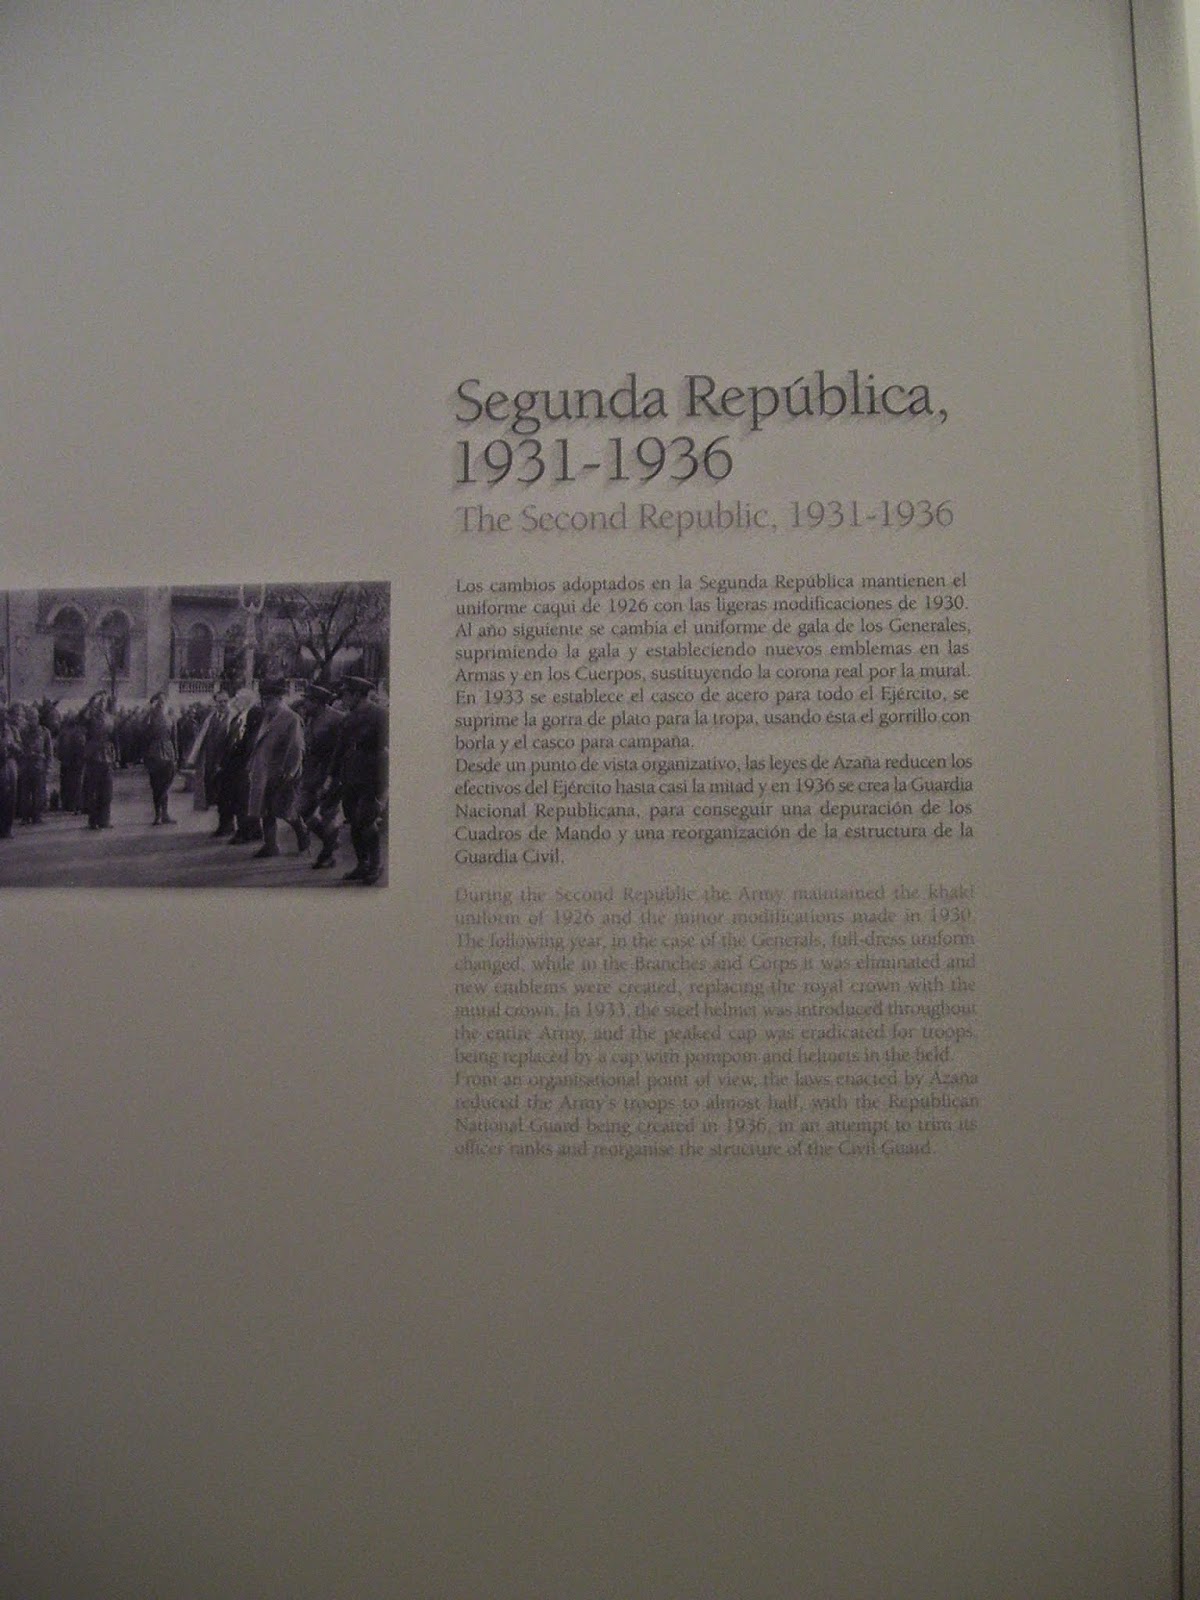 Segunda República,
1931-1936
The Second Republic, 1931-1936
Los cambios adoptados en la Segunda República mantienen el
uniforme caqui de 1926 con las ligeras modificaciones de 1930.
Al año siguiente se cambia el uniforme de gala de los Generales,
suprimiendo la gala y estableciendo nuevos emblemas en las
Armas y en los Cuerpos, sustituyendo la corona real por la mural.
En 1933 se establece el casco de acero para todo el Ejército, se
suprime la gorra de plato para la tropa, usando ésta el gorrillo con
borla y el casco para campaña.
Desde un punto de vista organizativo, las leyes de Azaña reducen los
efectivos del Ejército hasta casi la mitad y en 1936 se crea la Guardia
Nacional Republicana, para conseguir una depuración de los
Cuadros de Mando y una reorganización de la estructura de la
Guardia Civil.
During the Second Republic the Army maintained the khaki
uniform of 1926 and the minor modifications made in 1930.
The following year, in the case of the Generals, full-dress uniform
changed, while in the Branches and Corps it was eliminated and
new emblems were created, replacing the royal crown with the
mural crown. In 1933, the steel helmet was introduced throughout
the entire Army, and the peaked cap was eradicated for troops,
being replaced by a cap with pompom and helmets in the field.
From an organisational point of view, the laws enacted by Azaña
reduced the Army's troops to almost half, with the Republican
National Guard being created in 1936, in an attempt to trim its
officer ranks and reorganise the structure of the Civil Guard.